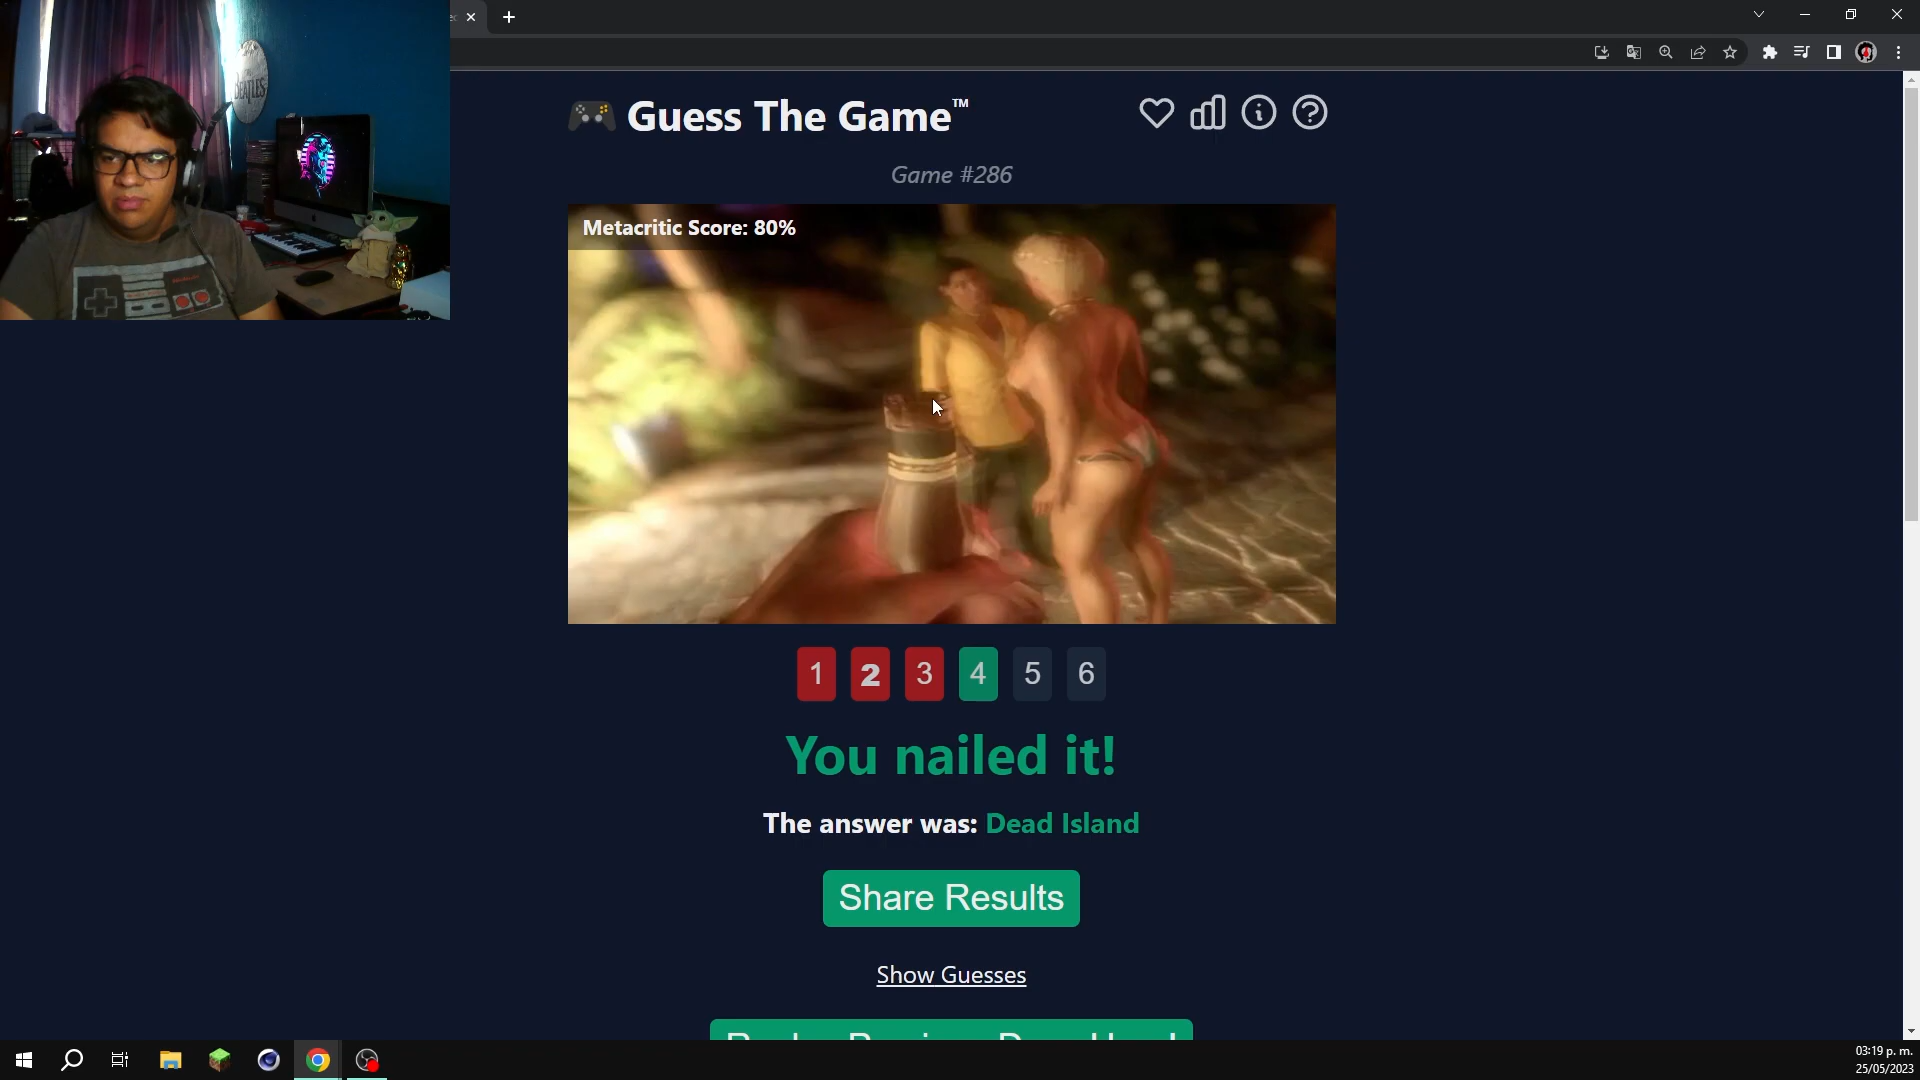 BEATLES
Guess The Game™
Game #286
Metacritic Score: 80%
1 2 3 4 5 6
You nailed it!
The answer was: Dead Island
Share Results
Show Guesses
03:19 p. m.
25/05/2023